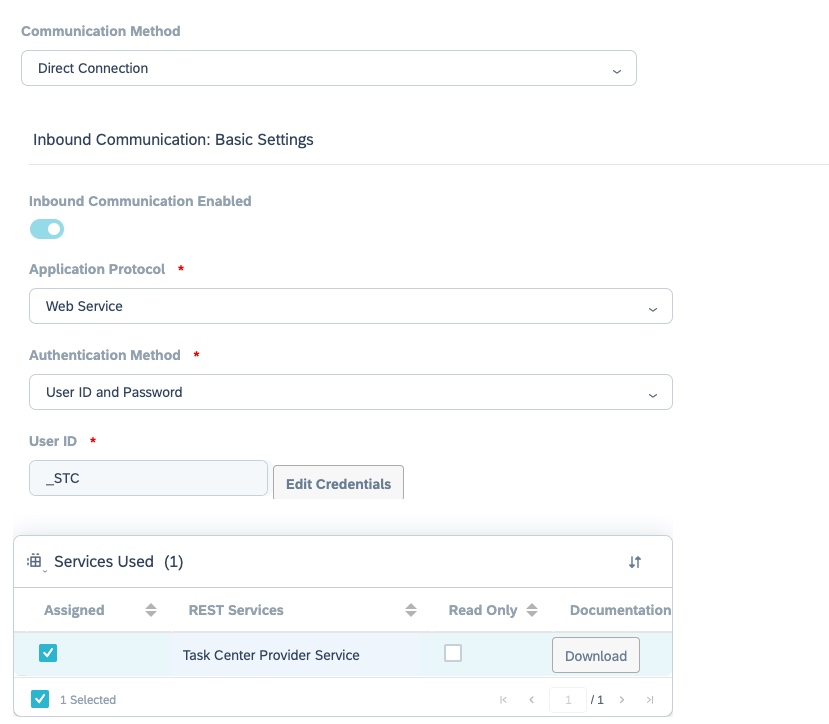 Communication Method
Direct Connection
Inbound Communication: Basic Settings
Inbound Communication Enabled
Application Protocol *
Web Service
Authentication Method *
User ID and Password
User ID *
_STC
Edit Credentials
Services Used (1)
Assigned REST Services Read Only Documentation
Task Center Provider Service Download
1 Selected 1 / 1